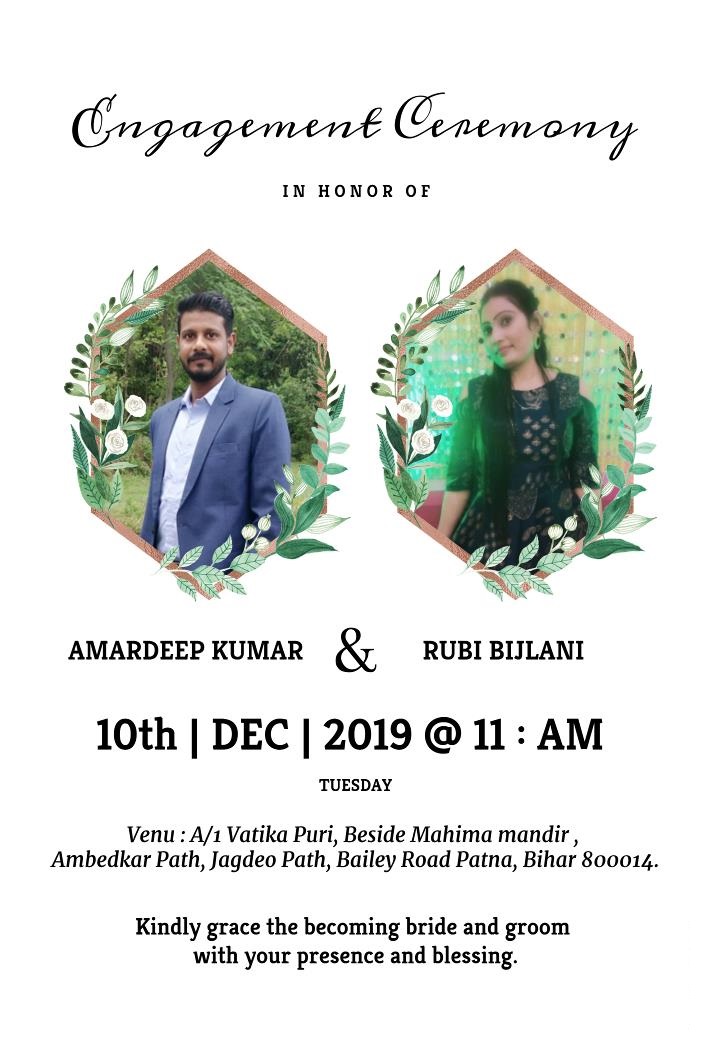 Engagement Ceremony
IN HONOR OF
AMARDEEP KUMAR & RUBI BIJLANI
10th | DEC | 2019 @ 11 : AM
TUESDAY
Venu : A/1 Vatika Puri, Beside Mahima mandir ,
Ambedkar Path, Jagdeo Path, Bailey Road Patna, Bihar 800014.
Kindly grace the becoming bride and groom
with your presence and blessing.